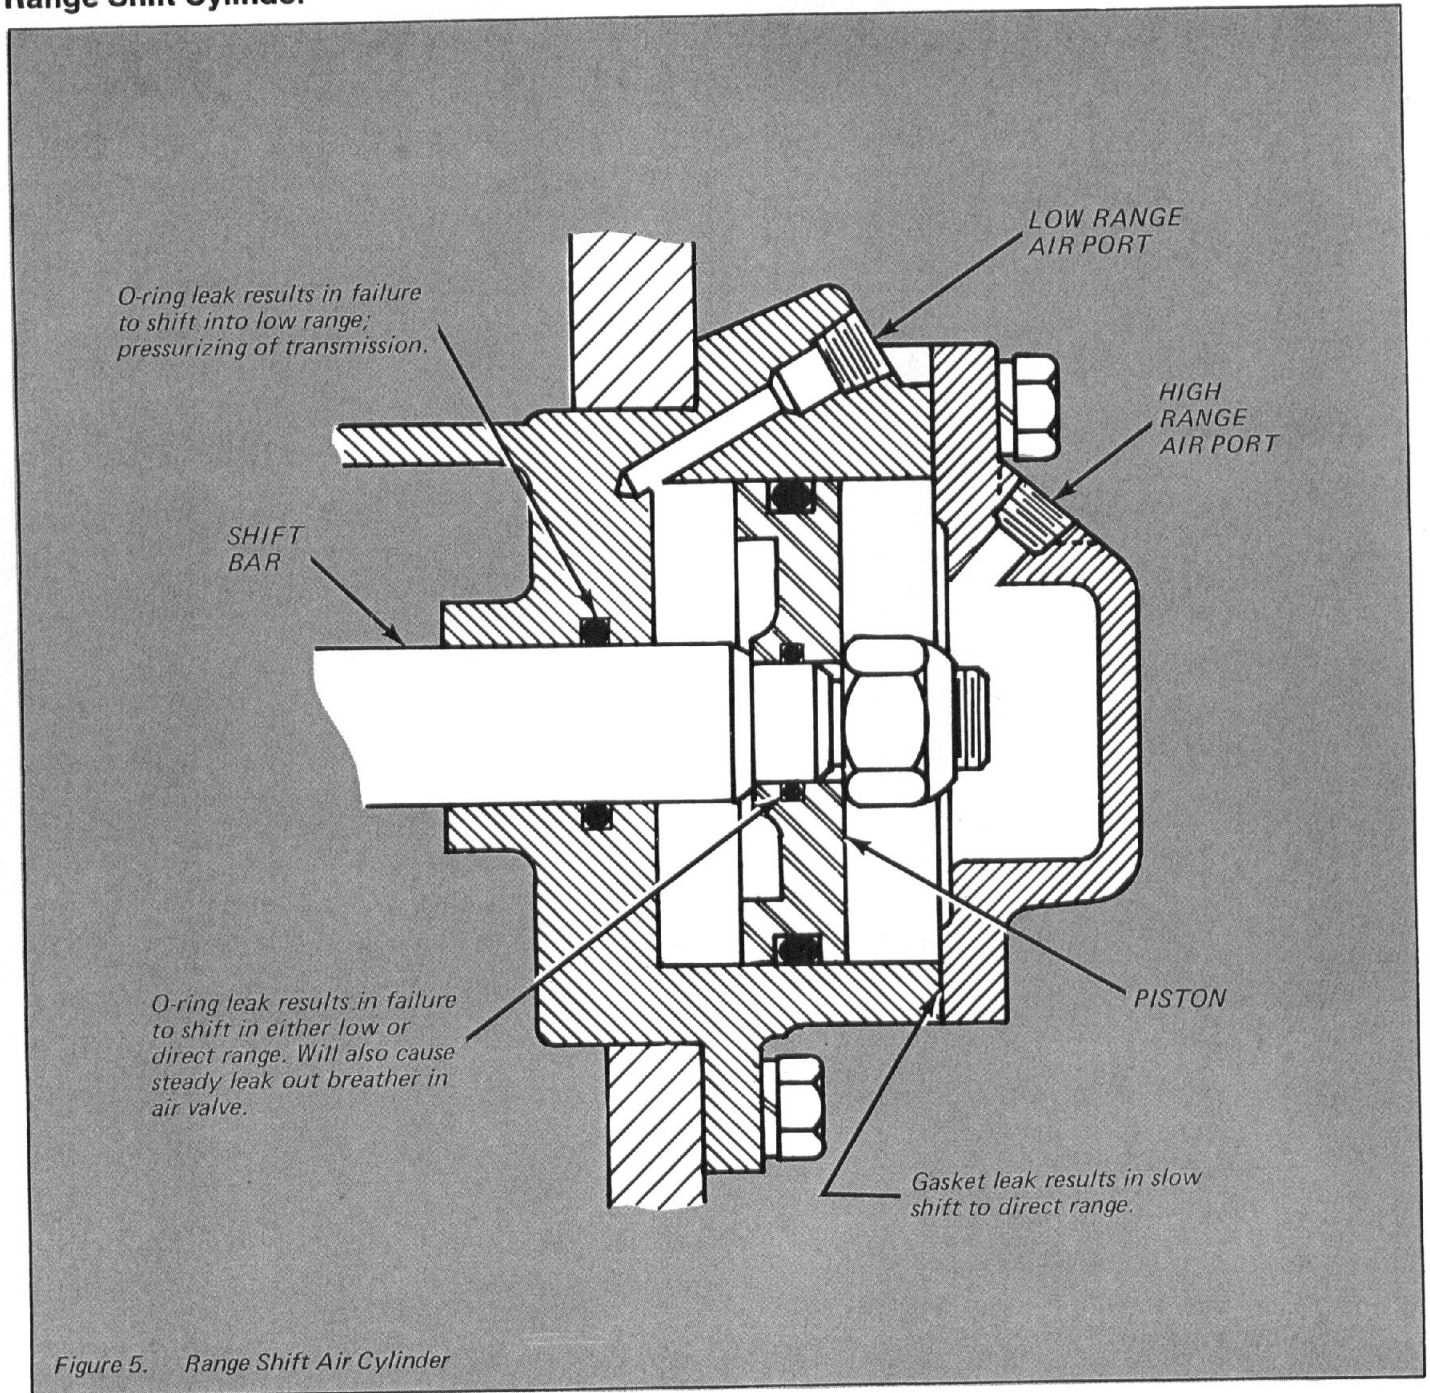 Range Shift Cylinder
LOW RANGE
AIR PORT
O-ring leak results in failure
to shift into low range;
pressurizing of transmission.
HIGH
RANGE
AIR PORT
SHIFT
BAR
O-ring leak results in failure
to shift in either low or
direct range. Will also cause
steady leak out breather in
air valve.
PISTON
Gasket leak results in slow
shift to direct range.
Figure 5. Range Shift Air Cylinder